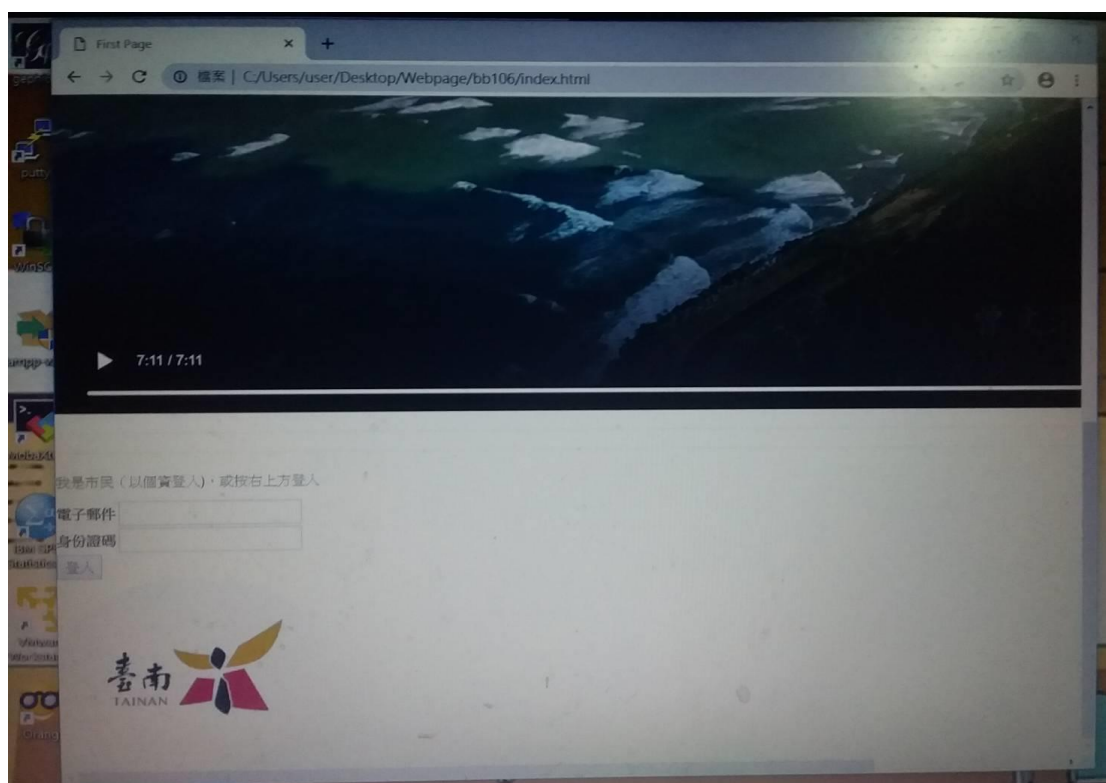 First Page
檔案 | C:/Users/user/Desktop/Webpage/bb106/index.html
putty
WinSC
7:11 / 7:11
我是市民(以個資登入)，或按右上方登入
電子郵件
身份證碼
登入
臺南
TAINAN
Orang